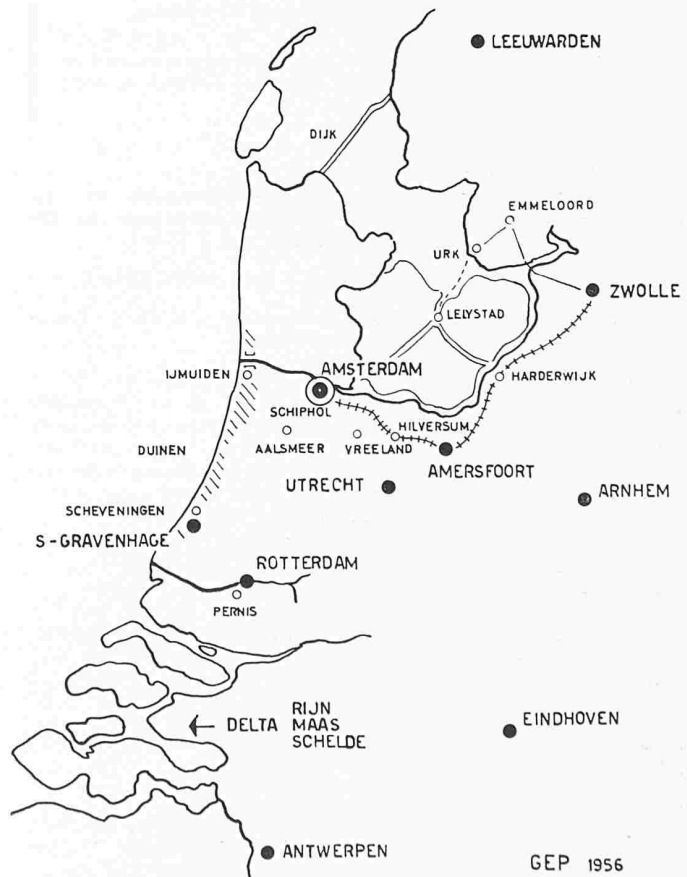 LEEUWARDEN
DIJK
EMMELOORD
URK
ZWOLLE
LELYSTAD
AMSTERDAM
IJMUIDEN
HARDERWIJK
SCHIPHOL
HILVERSUM
AALSMEER
VREELAND
DUINEN
AMERSFOORT
UTRECHT
ARNHEM
SCHEVENINGEN
S-GRAVENHAGE
ROTTERDAM
PERNIS
DELTA
RIJN
MAAS
SCHELDE
EINDHOVEN
ANTWERPEN
GEP 1956